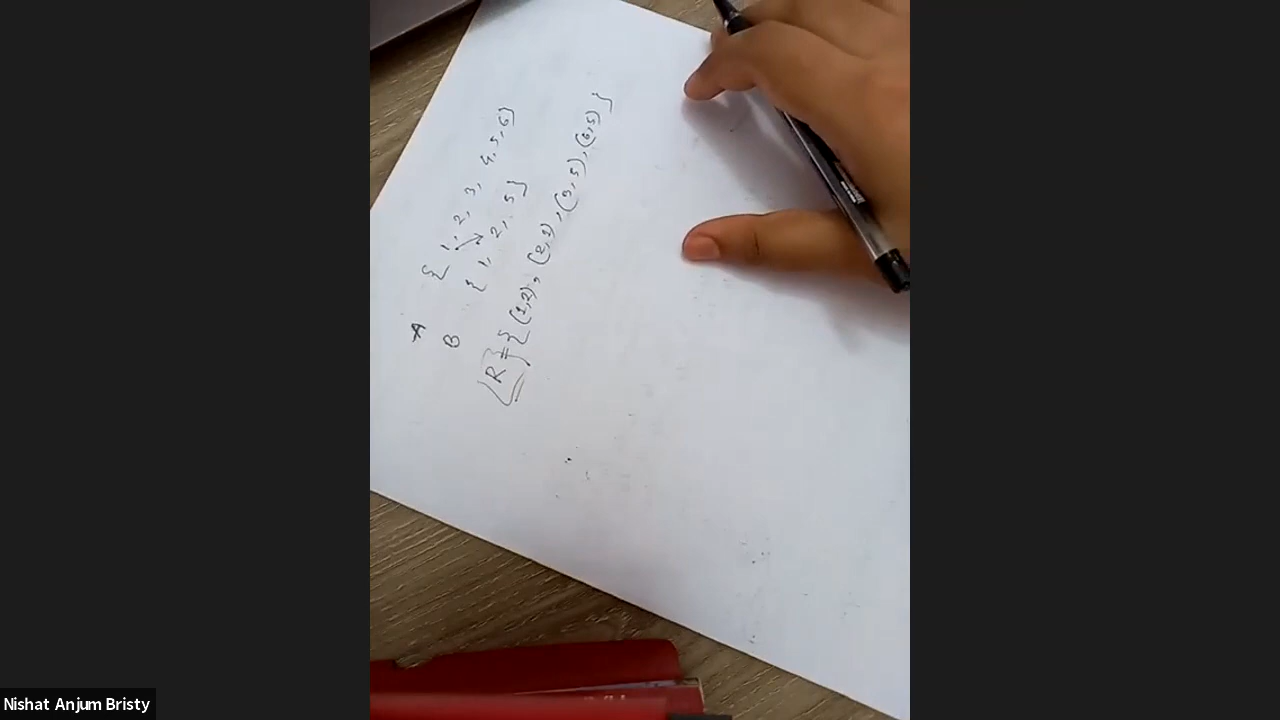 A { 1, 2, 3, 4, 5, 6}
B { 1, 2, 5 }
R = { (1,2), (2,1), (3,5), (6,5) }
Nishat Anjum Bristy